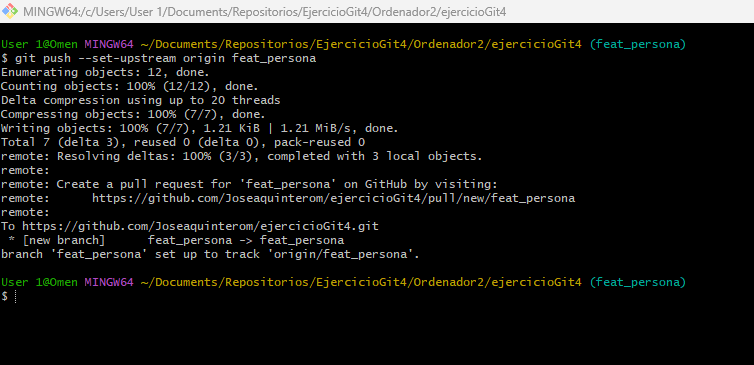 MINGW64:/c/Users/User 1/Documents/Repositorios/EjercicioGit4/Ordenador2/ejercicioGit4
User 1@Omen MINGW64 ~/Documents/Repositorios/EjercicioGit4/Ordenador2/ejercicioGit4 (feat_persona)
$ git push --set-upstream origin feat_persona
Enumerating objects: 12, done.
Counting objects: 100% (12/12), done.
Delta compression using up to 20 threads
Compressing objects: 100% (7/7), done.
Writing objects: 100% (7/7), 1.21 KiB | 1.21 MiB/s, done.
Total 7 (delta 3), reused 0 (delta 0), pack-reused 0
remote: Resolving deltas: 100% (3/3), completed with 3 local objects.
remote:
remote: Create a pull request for 'feat_persona' on GitHub by visiting:
remote:      https://github.com/Joseaquinterom/ejercicioGit4/pull/new/feat_persona
remote:
To https://github.com/Joseaquinterom/ejercicioGit4.git
 * [new branch]      feat_persona -> feat_persona
branch 'feat_persona' set up to track 'origin/feat_persona'.
User 1@Omen MINGW64 ~/Documents/Repositorios/EjercicioGit4/Ordenador2/ejercicioGit4 (feat_persona)
$